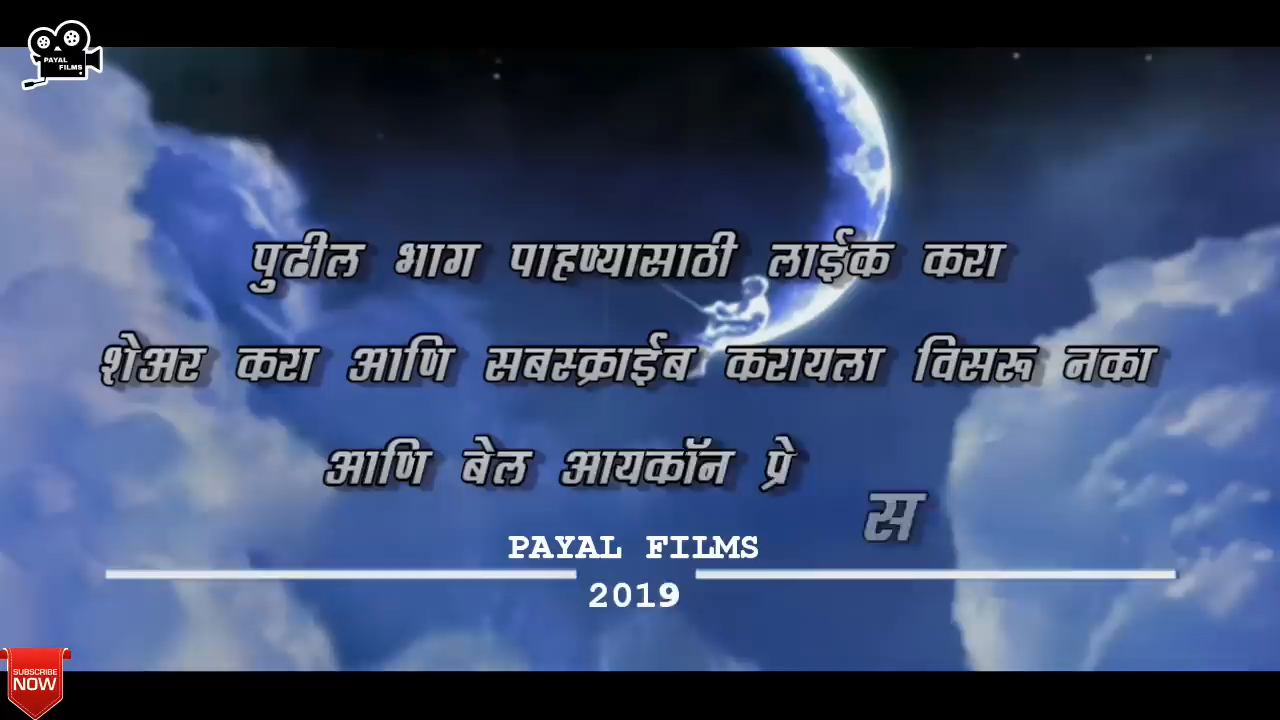 PAYAL
FILMS
पुढील भाग पाहण्यासाठी लाईक करा
शेअर करा आणि सबस्क्राईब करायला विसरू नका
आणि बेल आयकॉन प्रे
स
PAYAL FILMS
2019
SUBSCRIBE
NOW